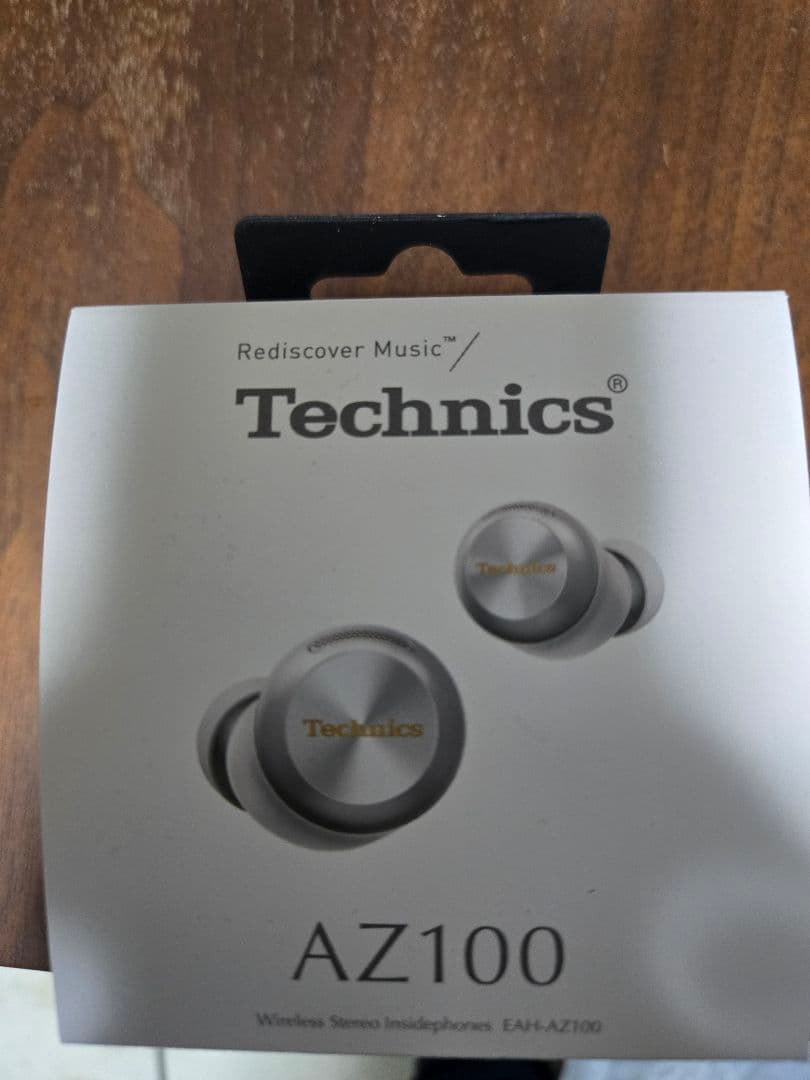 Rediscover Music™/
Technics®
Technics
Technics
AZ100
Wireless Stereo Insidephones EAH-AZ100